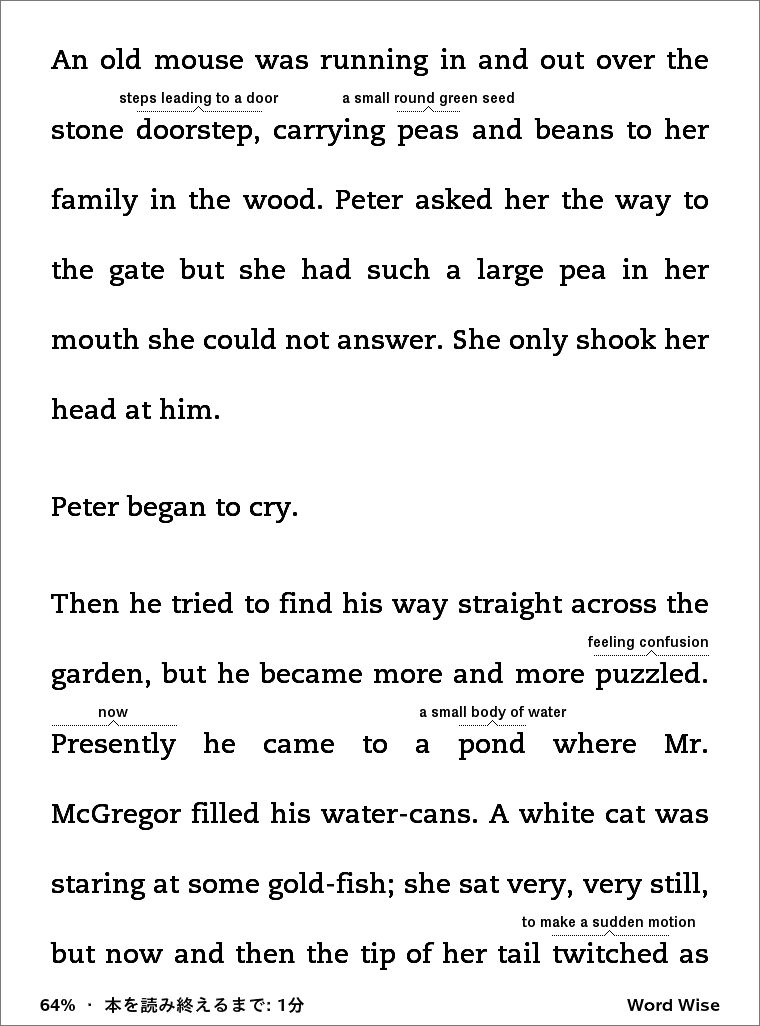 An old mouse was running in and out over the
steps leading to a door a small round green seed
stone doorstep, carrying peas and beans to her
family in the wood. Peter asked her the way to
the gate but she had such a large pea in her
mouth she could not answer. She only shook her
head at him.
Peter began to cry.
Then he tried to find his way straight across the
feeling confusion
garden, but he became more and more puzzled.
now a small body of water
Presently he came to a pond where Mr.
McGregor filled his water-cans. A white cat was
staring at some gold-fish; she sat very, very still,
to make a sudden motion
but now and then the tip of her tail twitched as
64% · 本を読み終えるまで: 1分 Word Wise